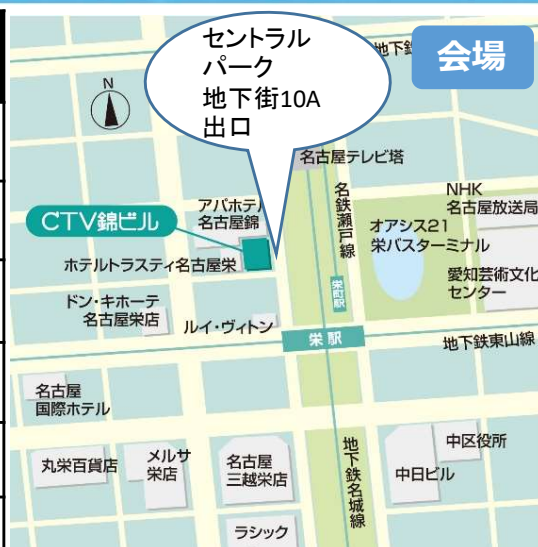 セントラル
パーク
地下街10A
出口
地下鉄
会場
N
名古屋テレビ塔
アパホテル
名古屋錦
CTV錦ビル
ホテルトラスティ名古屋栄
ドン・キホーテ
名古屋栄店
ルイ・ヴィトン
名鉄瀬戸線
栄町駅
オアシス21
栄バスターミナル
NHK
名古屋放送局
愛知芸術文化
センター
栄駅
地下鉄東山線
名古屋
国際ホテル
丸栄百貨店
メルサ
栄店
名古屋
三越栄店
ラシック
地下鉄名城線
中日ビル
中区役所